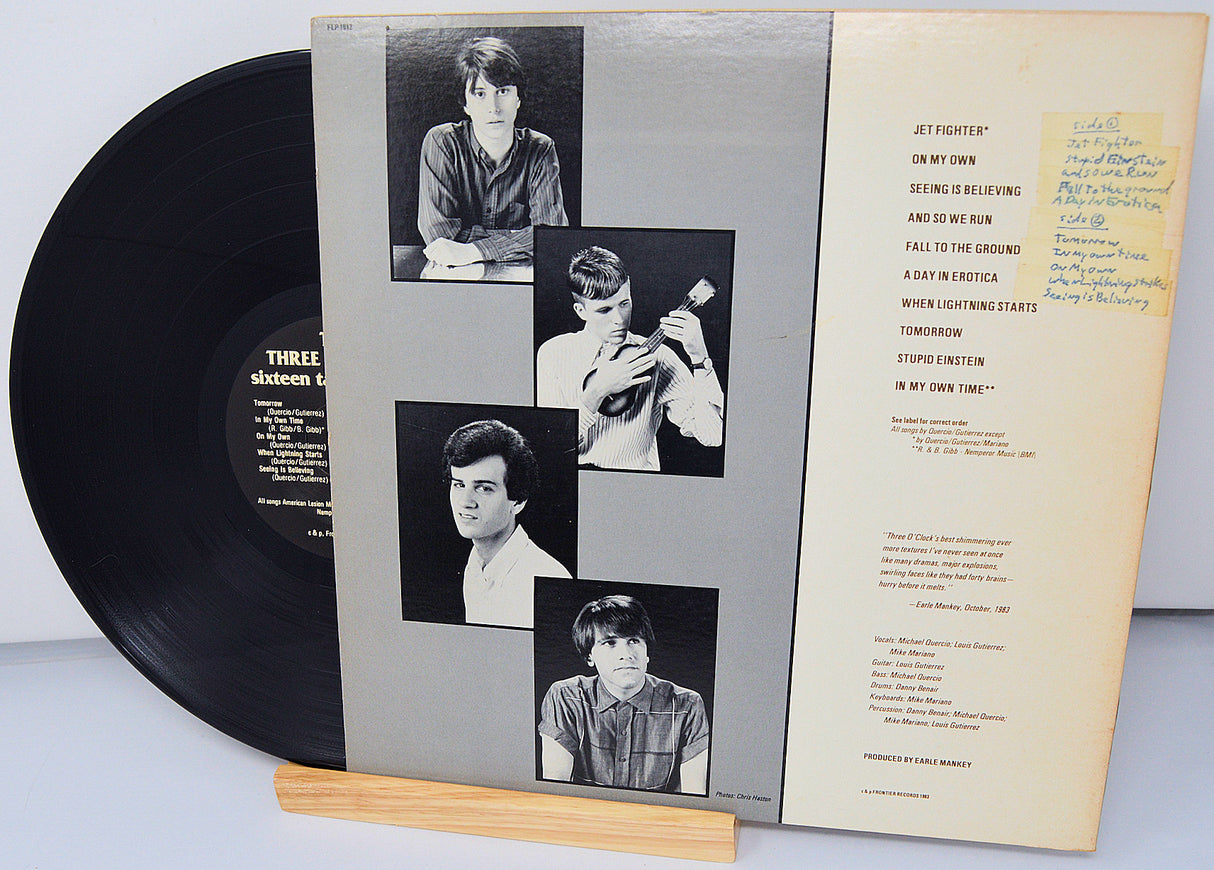 THREE
sixteen
Tomorrow
(Quercio/Gutierrez)
In My Own Time
(R. Gibb/B. Gibb)*
On My Own
(Quercio/Gutierrez)
When Lightning Starts
(Quercio/Gutierrez)
Seeing Is Believing
(Quercio/Gutierrez)
All songs American Lesion
c & p, 
FLP 1012
Photos: Chris Haston
JET FIGHTER*
ON MY OWN
SEEING IS BELIEVING
AND SO WE RUN
FALL TO THE GROUND
A DAY IN EROTICA
WHEN LIGHTNING STARTS
TOMORROW
STUPID EINSTEIN
IN MY OWN TIME**
See label for correct order
All songs by Quercio/Gutierrez except
*by Quercio/Gutierrez/Mariano
**R. & B. Gibb - Nemperor Music (BMI)
side ①
Jet Fighter
Stupid Einstein
and so we Run
Fall To the ground
A Day In Erotica
side ②
Tomorrow
In my own time
On My own
when Lightning strikes
Seeing is Believing
"Three O'Clock's best shimmering ever
more textures I've never seen at once
like many dramas, major explosions,
swirling faces like they had forty brains—
hurry before it melts."
—Earle Mankey, October, 1983
Vocals: Michael Quercio; Louis Gutierrez;
Mike Mariano
Guitar: Louis Gutierrez
Bass: Michael Quercio
Drums: Danny Benair
Keyboards: Mike Mariano
Percussion: Danny Benair; Michael Quercio;
Mike Mariano; Louis Gutierrez
PRODUCED BY EARLE MANKEY
c & p FRONTIER RECORDS 1983